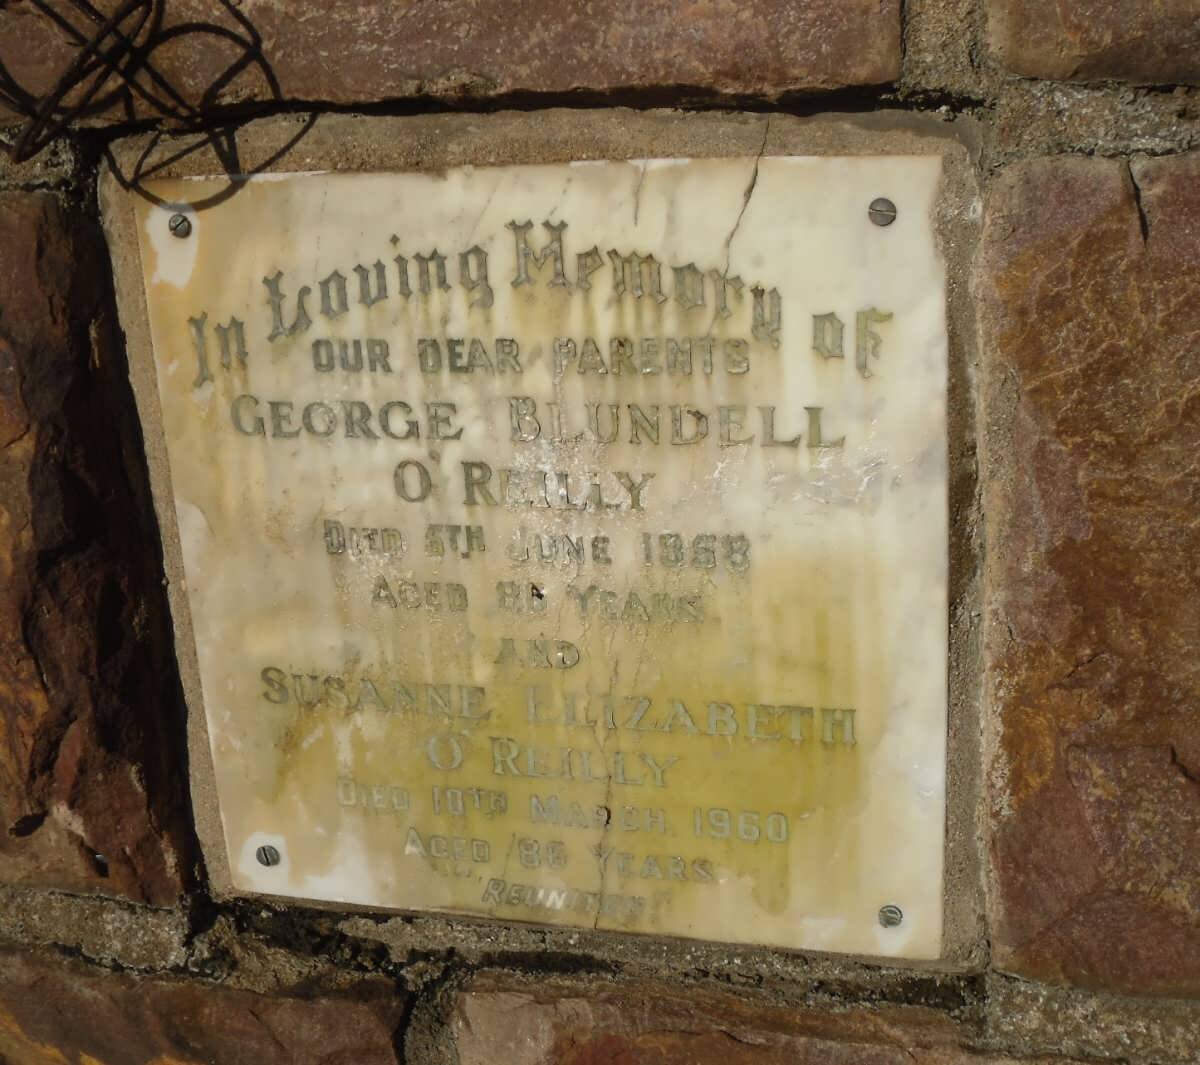 In Loving Memory of
OUR DEAR PARENTS
GEORGE BLUNDELL
O'REILLY
DIED 5TH JUNE
AGED YEARS.
AND
SUSANNE ELIZABETH
O'REILLY
DIED 10TH MARCH, 1960
AGED 86 YEARS.
"REUNITED."